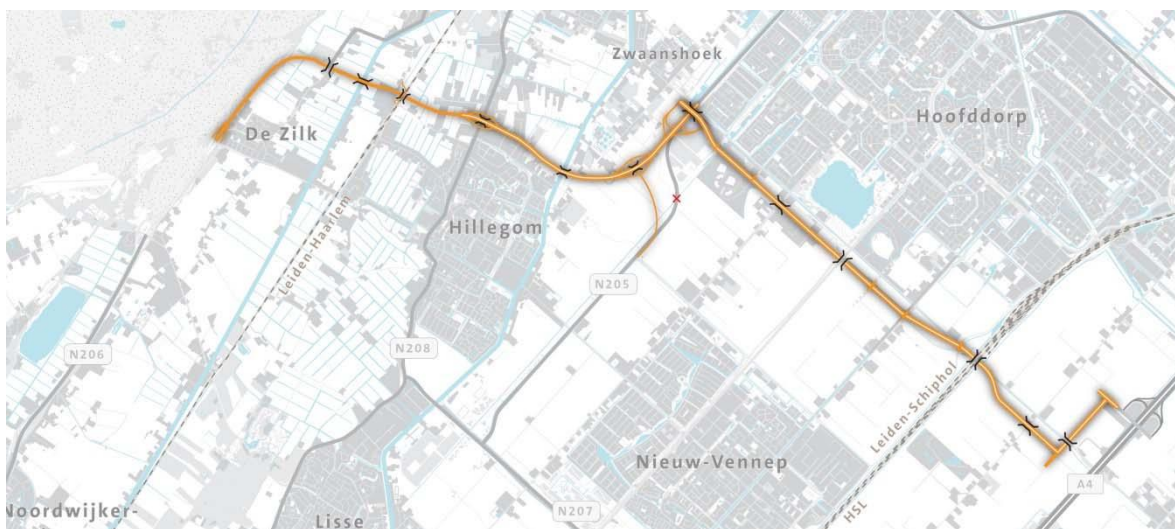 Zwaanshoek
Hoofddorp
De Zilk
Leiden-Haarlem
Hillegom
N205
N206
N208
Leiden-Schiphol
Nieuw-Vennep
A4
HSL
Noordwijker-
Lisse
N207